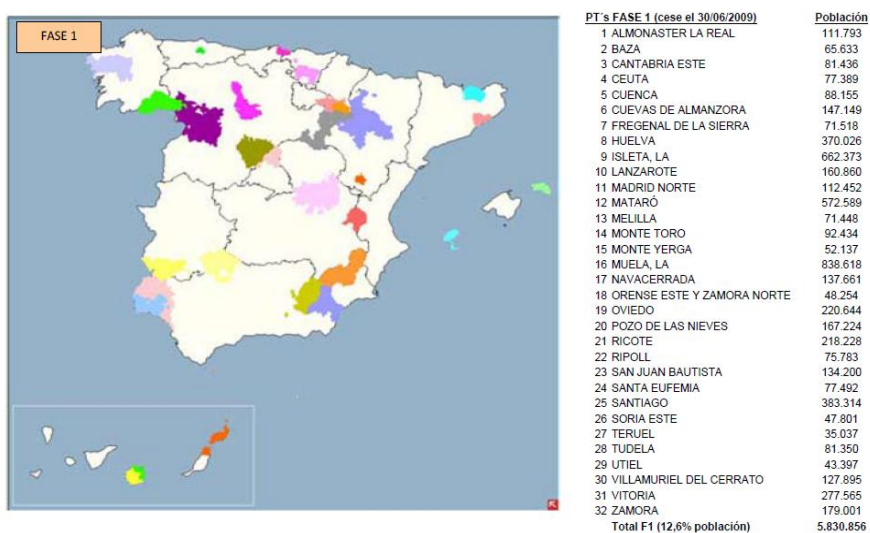 FASE 1
PT´s FASE 1 (cese el 30/06/2009) Población
1 ALMONASTER LA REAL 111.793
2 BAZA 65.633
3 CANTABRIA ESTE 81.436
4 CEUTA 77.389
5 CUENCA 88.155
6 CUEVAS DE ALMANZORA 147.149
7 FREGENAL DE LA SIERRA 71.518
8 HUELVA 370.026
9 ISLETA, LA 662.373
10 LANZAROTE 160.860
11 MADRID NORTE 112.452
12 MATARÓ 572.589
13 MELILLA 71.448
14 MONTE TORO 92.434
15 MONTE YERGA 52.137
16 MUELA, LA 838.618
17 NAVACERRADA 137.661
18 ORENSE ESTE Y ZAMORA NORTE 48.254
19 OVIEDO 220.644
20 POZO DE LAS NIEVES 167.224
21 RICOTE 218.228
22 RIPOLL 75.783
23 SAN JUAN BAUTISTA 134.200
24 SANTA EUFEMIA 77.492
25 SANTIAGO 383.314
26 SORIA ESTE 47.801
27 TERUEL 35.037
28 TUDELA 81.350
29 UTIEL 43.397
30 VILLAMURIEL DEL CERRATO 127.895
31 VITORIA 277.565
32 ZAMORA 179.001
Total F1 (12,6% población) 5.830.856